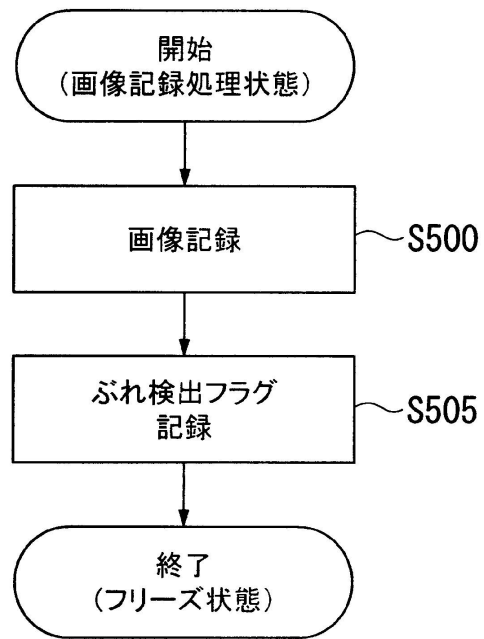 開始
(画像記録処理状態)
画像記録
S500
ぶれ検出フラグ
記録
S505
終了
(フリーズ状態)